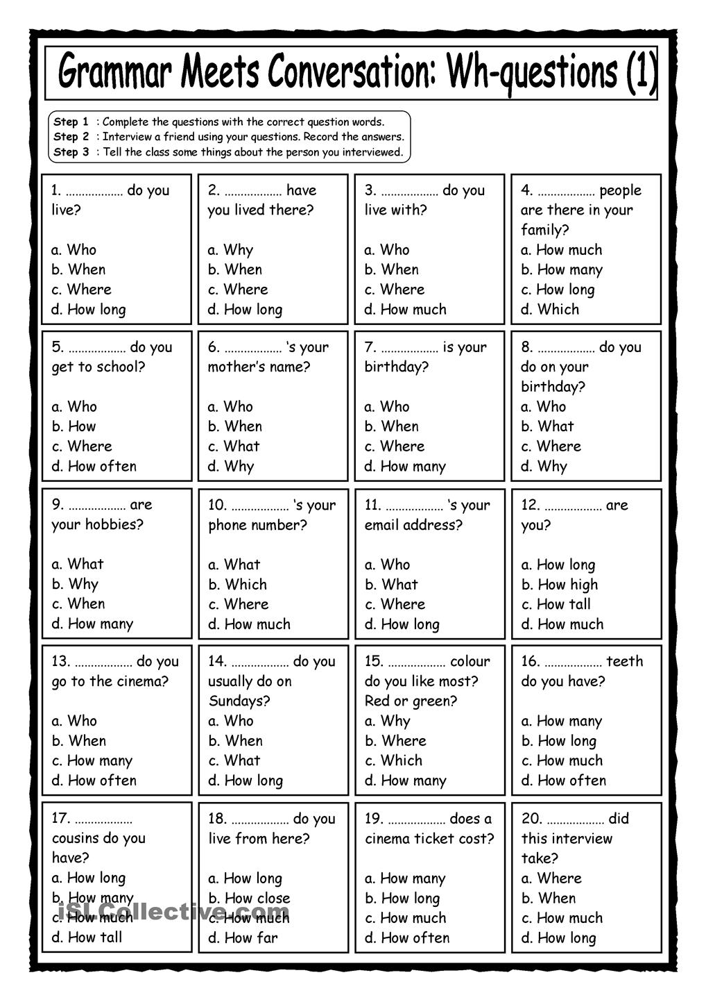 Grammar Meets Conversation: Wh-questions (1)
Step 1 : Complete the questions with the correct question words.
Step 2 : Interview a friend using your questions. Record the answers.
Step 3 : Tell the class some things about the person you interviewed.
1. .................. do you
live?
a. Who
b. When
c. Where
d. How long
2. .................. have
you lived there?
a. Why
b. When
c. Where
d. How long
3. .................. do you
live with?
a. Who
b. When
c. Where
d. How much
4. .................. people
are there in your
family?
a. How much
b. How many
c. How long
d. Which
5. .................. do you
get to school?
a. Who
b. How
c. Where
d. How often
6. .................. ‘s your
mother’s name?
a. Who
b. When
c. What
d. Why
7. .................. is your
birthday?
a. Who
b. When
c. Where
d. How many
8. .................. do you
do on your
birthday?
a. Who
b. What
c. Where
d. Why
9. .................. are
your hobbies?
a. What
b. Why
c. When
d. How many
10. .................. ‘s your
phone number?
a. What
b. Which
c. Where
d. How much
11. .................. ‘s your
email address?
a. Who
b. What
c. Where
d. How long
12. .................. are
you?
a. How long
b. How high
c. How tall
d. How much
13. .................. do you
go to the cinema?
a. Who
b. When
c. How many
d. How often
14. .................. do you
usually do on
Sundays?
a. Who
b. When
c. What
d. How long
15. .................. colour
do you like most?
Red or green?
a. Why
b. Where
c. Which
d. How many
16. .................. teeth
do you have?
a. How many
b. How long
c. How much
d. How often
17. ..................
cousins do you
have?
a. How long
b. How many
c. How much
d. How tall
18. .................. do you
live from here?
a. How long
b. How close
c. How much
d. How far
19. .................. does a
cinema ticket cost?
a. How many
b. How long
c. How much
d. How often
20. .................. did
this interview
take?
a. Where
b. When
c. How much
d. How long
iSLCollective.com